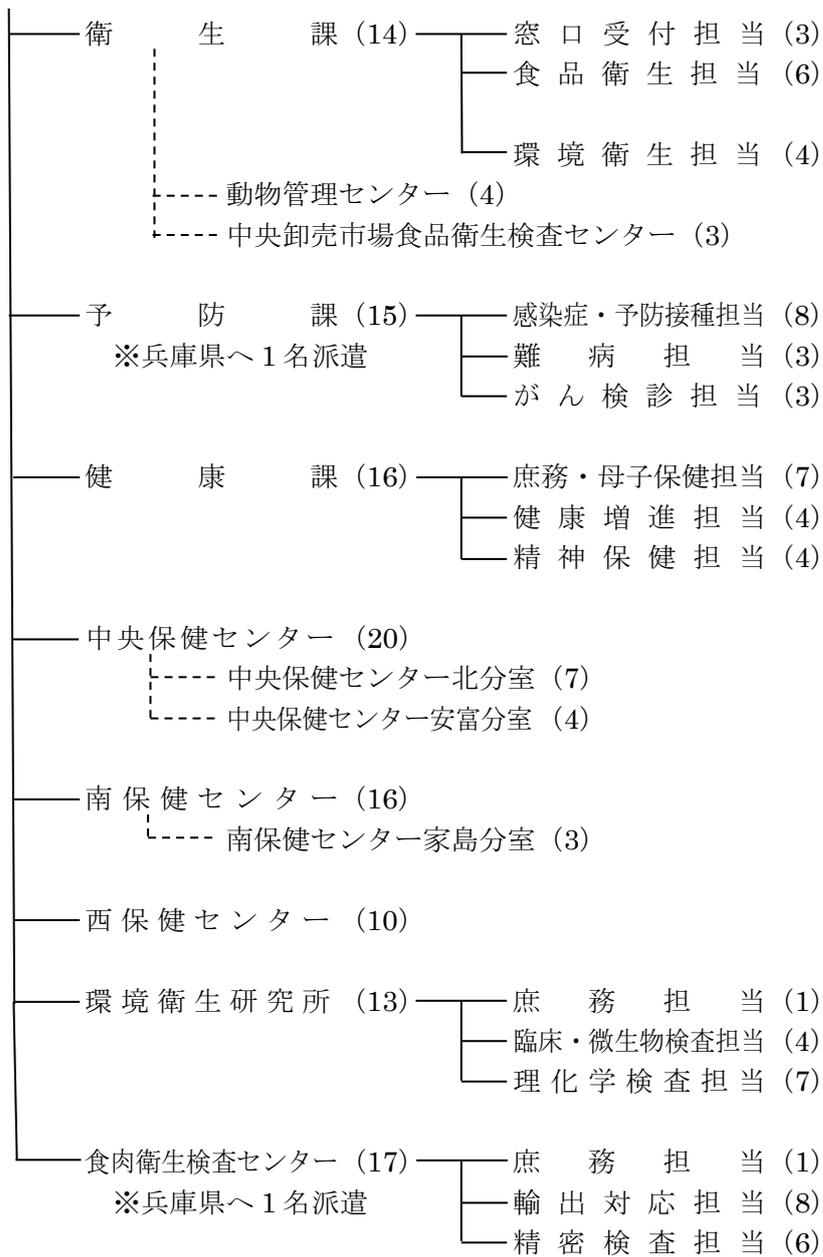 衛生課（14） 窓口受付担当（3）
食品衛生担当（6）
環境衛生担当（4）
動物管理センター（4）
中央卸売市場食品衛生検査センター（3）
予防課（15） 感染症・予防接種担当（8）
※兵庫県へ１名派遣 難病担当（3）
がん検診担当（3）
健康課（16） 庶務・母子保健担当（7）
健康増進担当（4）
精神保健担当（4）
中央保健センター（20）
中央保健センター北分室（7）
中央保健センター安富分室（4）
南保健センター（16）
南保健センター家島分室（3）
西保健センター（10）
環境衛生研究所（13） 庶務担当（1）
臨床・微生物検査担当（4）
理化学検査担当（7）
食肉衛生検査センター（17） 庶務担当（1）
※兵庫県へ１名派遣 輸出対応担当（8）
精密検査担当（6）